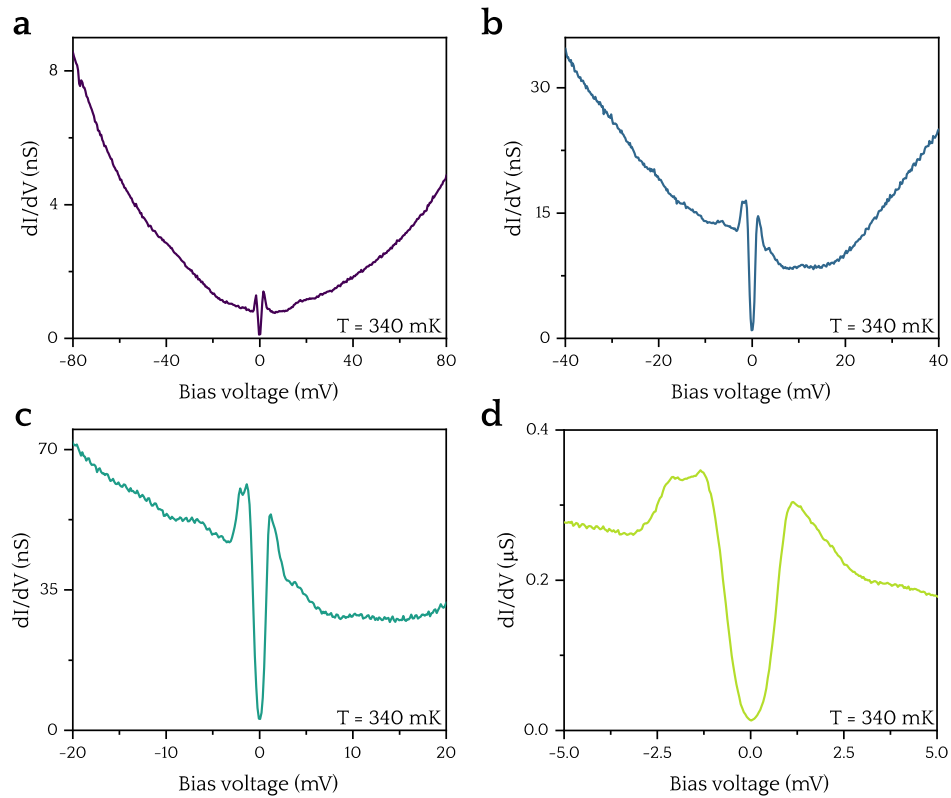 a
dI/dV (nS)
8
4
0
T = 340 mK
-80 -40 0 40 80
Bias voltage (mV)
b
dI/dV (nS)
30
15
0
T = 340 mK
-40 -20 0 20 40
Bias voltage (mV)
c
dI/dV (nS)
70
35
0
T = 340 mK
-20 -10 0 10 20
Bias voltage (mV)
d
dI/dV (µS)
0.4
0.2
0.0
T = 340 mK
-5.0 -2.5 0.0 2.5 5.0
Bias voltage (mV)